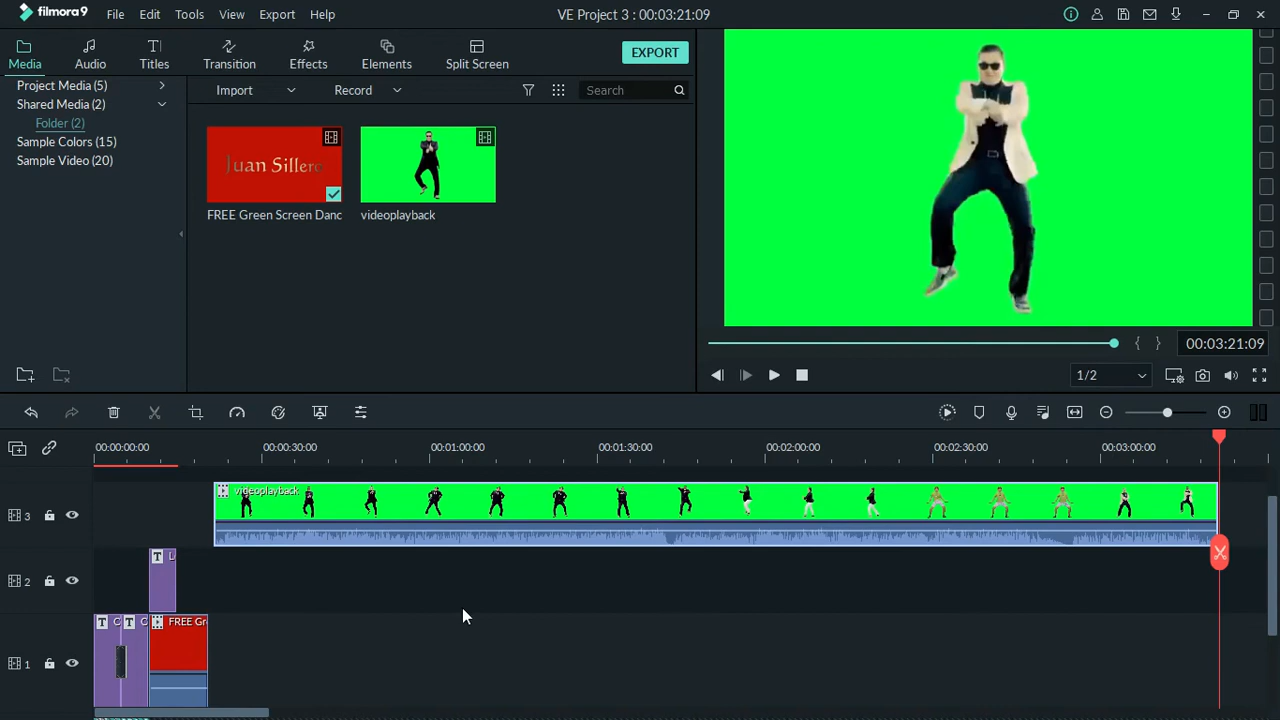 filmora9
File Edit Tools View Export Help
VE Project 3 : 00:03:21:09
Media Audio Titles Transition Effects Elements Split Screen
EXPORT
Project Media (5)
Shared Media (2)
Folder (2)
Sample Colors (15)
Sample Video (20)
Import Record Search
Juan Sillero
FREE Green Screen Danc videoplayback
00:03:21:09
1/2
00:00:00:00 00:00:30:00 00:01:00:00 00:01:30:00 00:02:00:00 00:02:30:00 00:03:00:00
videoplayback
3
T L
2
T C T C FREE Gr
1